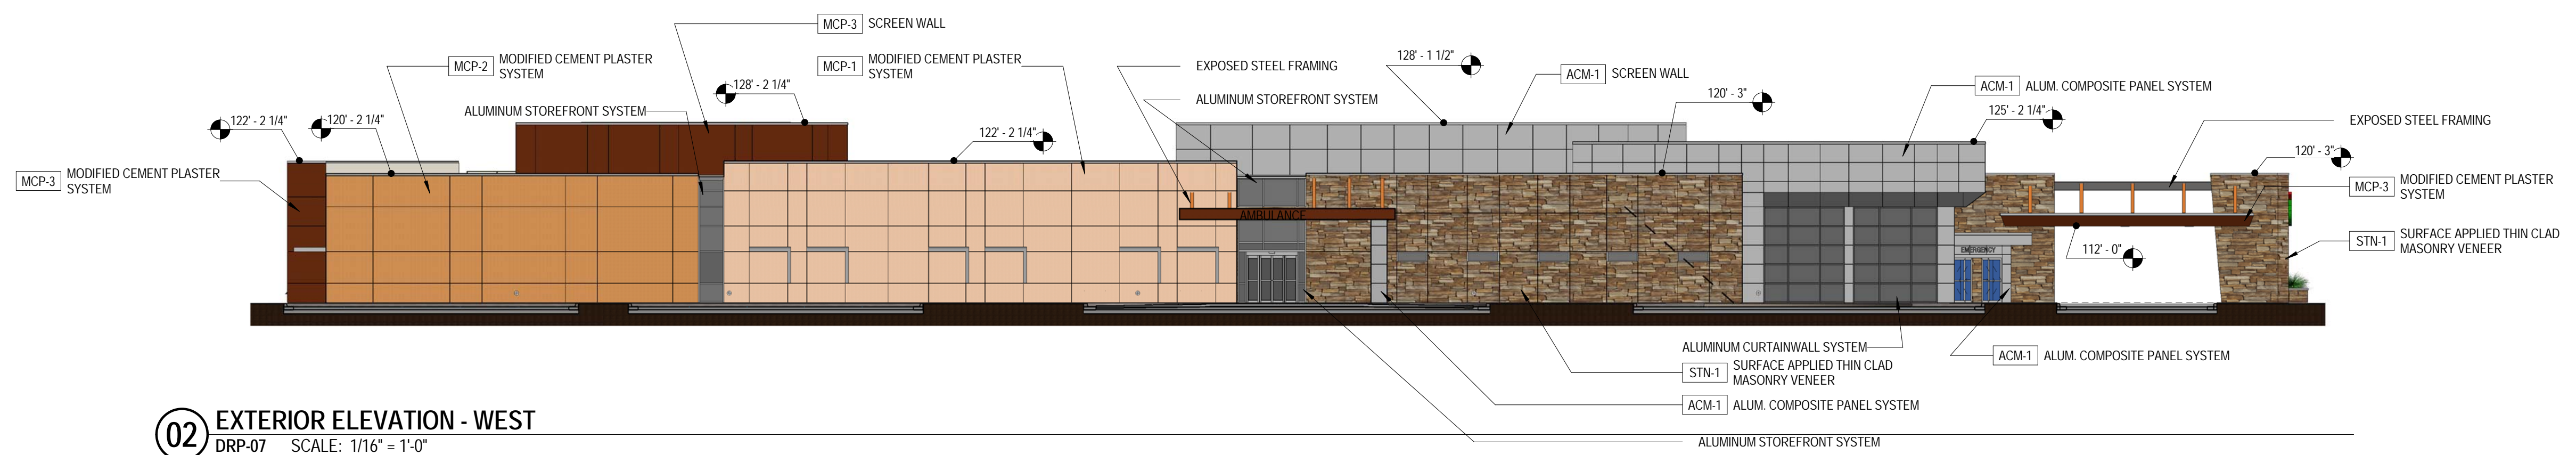 MCP-3 SCREEN WALL
MCP-2 MODIFIED CEMENT PLASTER
SYSTEM
MCP-1 MODIFIED CEMENT PLASTER
SYSTEM
EXPOSED STEEL FRAMING
128' - 1 1/2"
ACM-1 SCREEN WALL
ACM-1 ALUM. COMPOSITE PANEL SYSTEM
128' - 2 1/4"
ALUMINUM STOREFRONT SYSTEM
ALUMINUM STOREFRONT SYSTEM
120' - 3"
125' - 2 1/4"
EXPOSED STEEL FRAMING
122' - 2 1/4"
120' - 2 1/4"
122' - 2 1/4"
120' - 3"
MCP-3 MODIFIED CEMENT PLASTER
SYSTEM
MCP-3 MODIFIED CEMENT PLASTER
SYSTEM
AMBULANCE
EMERGENCY
112' - 0"
STN-1 SURFACE APPLIED THIN CLAD
MASONRY VENEER
ALUMINUM CURTAINWALL SYSTEM
ACM-1 ALUM. COMPOSITE PANEL SYSTEM
STN-1 SURFACE APPLIED THIN CLAD
MASONRY VENEER
ACM-1 ALUM. COMPOSITE PANEL SYSTEM
ALUMINUM STOREFRONT SYSTEM
02 EXTERIOR ELEVATION - WEST
DRP-07 SCALE: 1/16" = 1'-0"